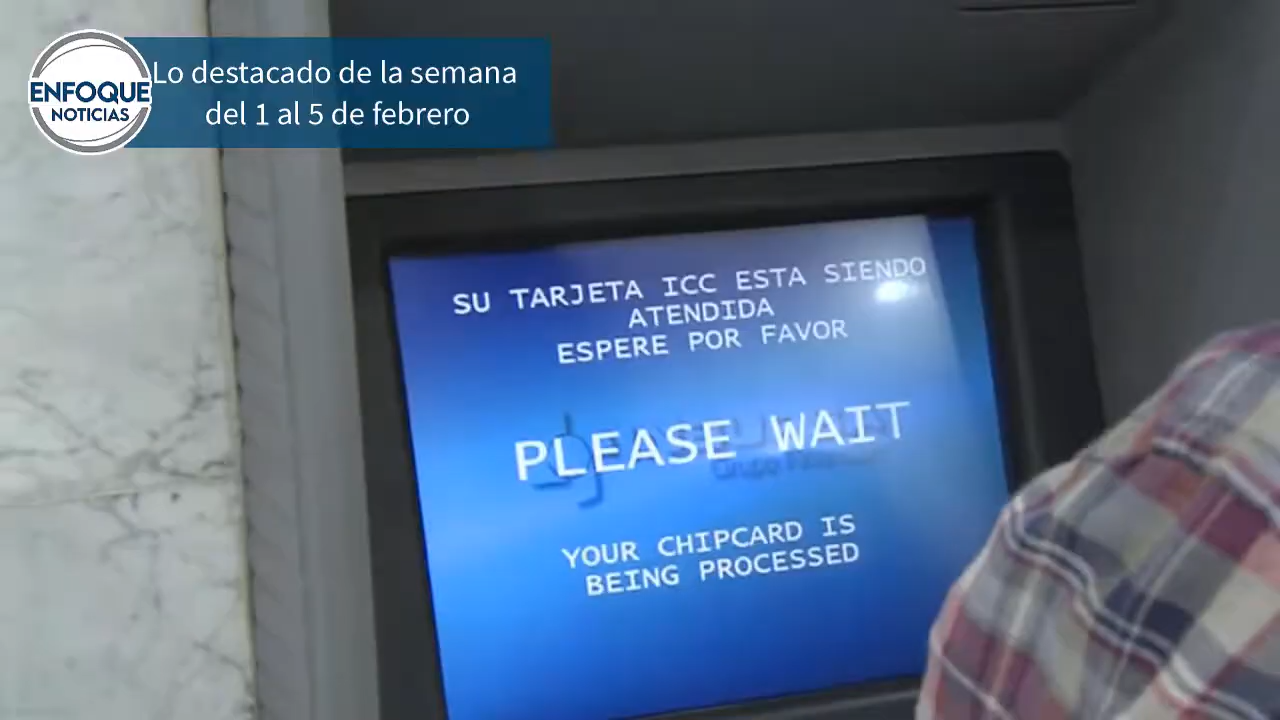 ENFOQUE
NOTICIAS
Lo destacado de la semana
del 1 al 5 de febrero
SU TARJETA ICC ESTA SIENDO
ATENDIDA
ESPERE POR FAVOR
PLEASE WAIT
YOUR CHIPCARD IS
BEING PROCESSED